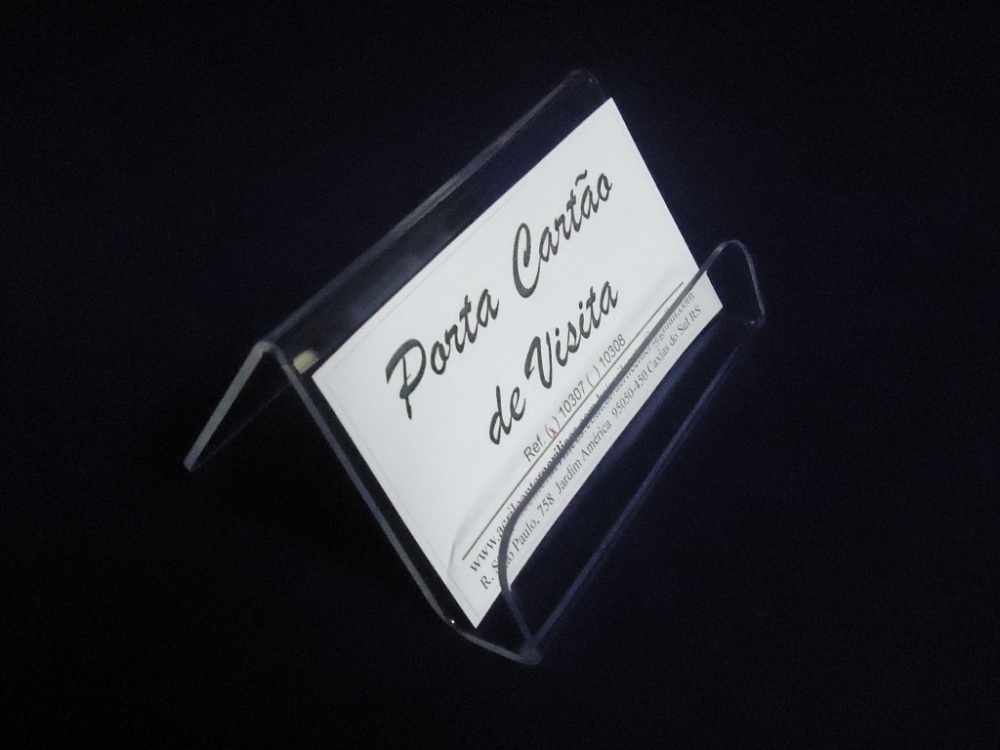 Porta Cartão
de Visita
Ref. (x) 10307 ( ) 10308
R. São Paulo, 758 Jardim América 95050-450 Caxias do Sul RS